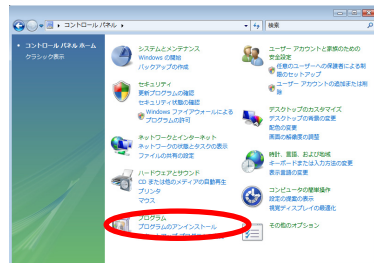 コントロール パネル
検索
コントロール パネル ホーム
クラシック表示
システムとメンテナンス
Windows の開始
バックアップの作成
セキュリティ
更新プログラムの確認
セキュリティ状態の確認
Windows ファイアウォールによる
プログラムの許可
ネットワークとインターネット
ネットワークの状態とタスクの表示
ファイルの共有の設定
ハードウェアとサウンド
CD または他のメディアの自動再生
プリンタ
マウス
プログラム
プログラムのアンインストール
ユーザー アカウントと家族のための
安全設定
任意のユーザーへの保護者による制
限のセットアップ
ユーザー アカウントの追加または削
除
デスクトップのカスタマイズ
デスクトップの背景の変更
配色の変更
画面の解像度の調整
時計、言語、および地域
キーボードまたは入力方法の変更
表示言語の変更
コンピュータの簡単操作
設定の提案の表示
視覚ディスプレイの最適化
その他のオプション